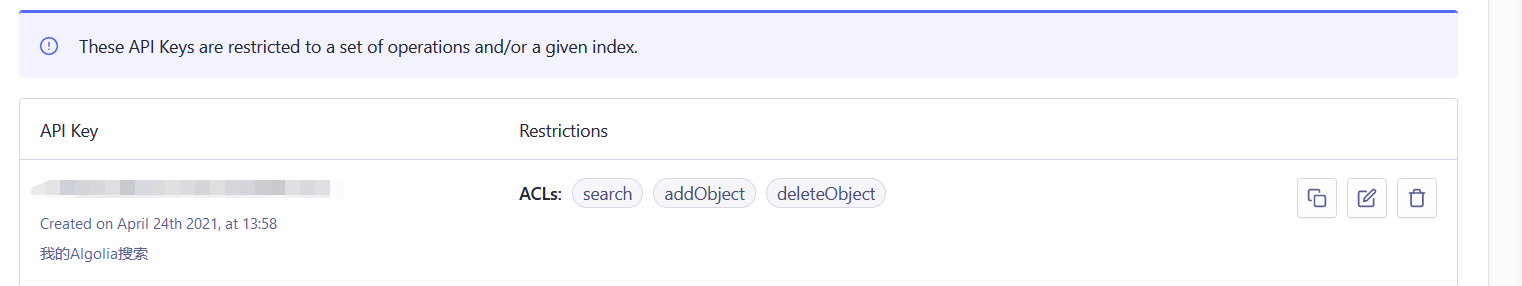 These API Keys are restricted to a set of operations and/or a given index.
API Key Restrictions
ACLs: search addObject deleteObject
Created on April 24th 2021, at 13:58
我的Algolia搜索